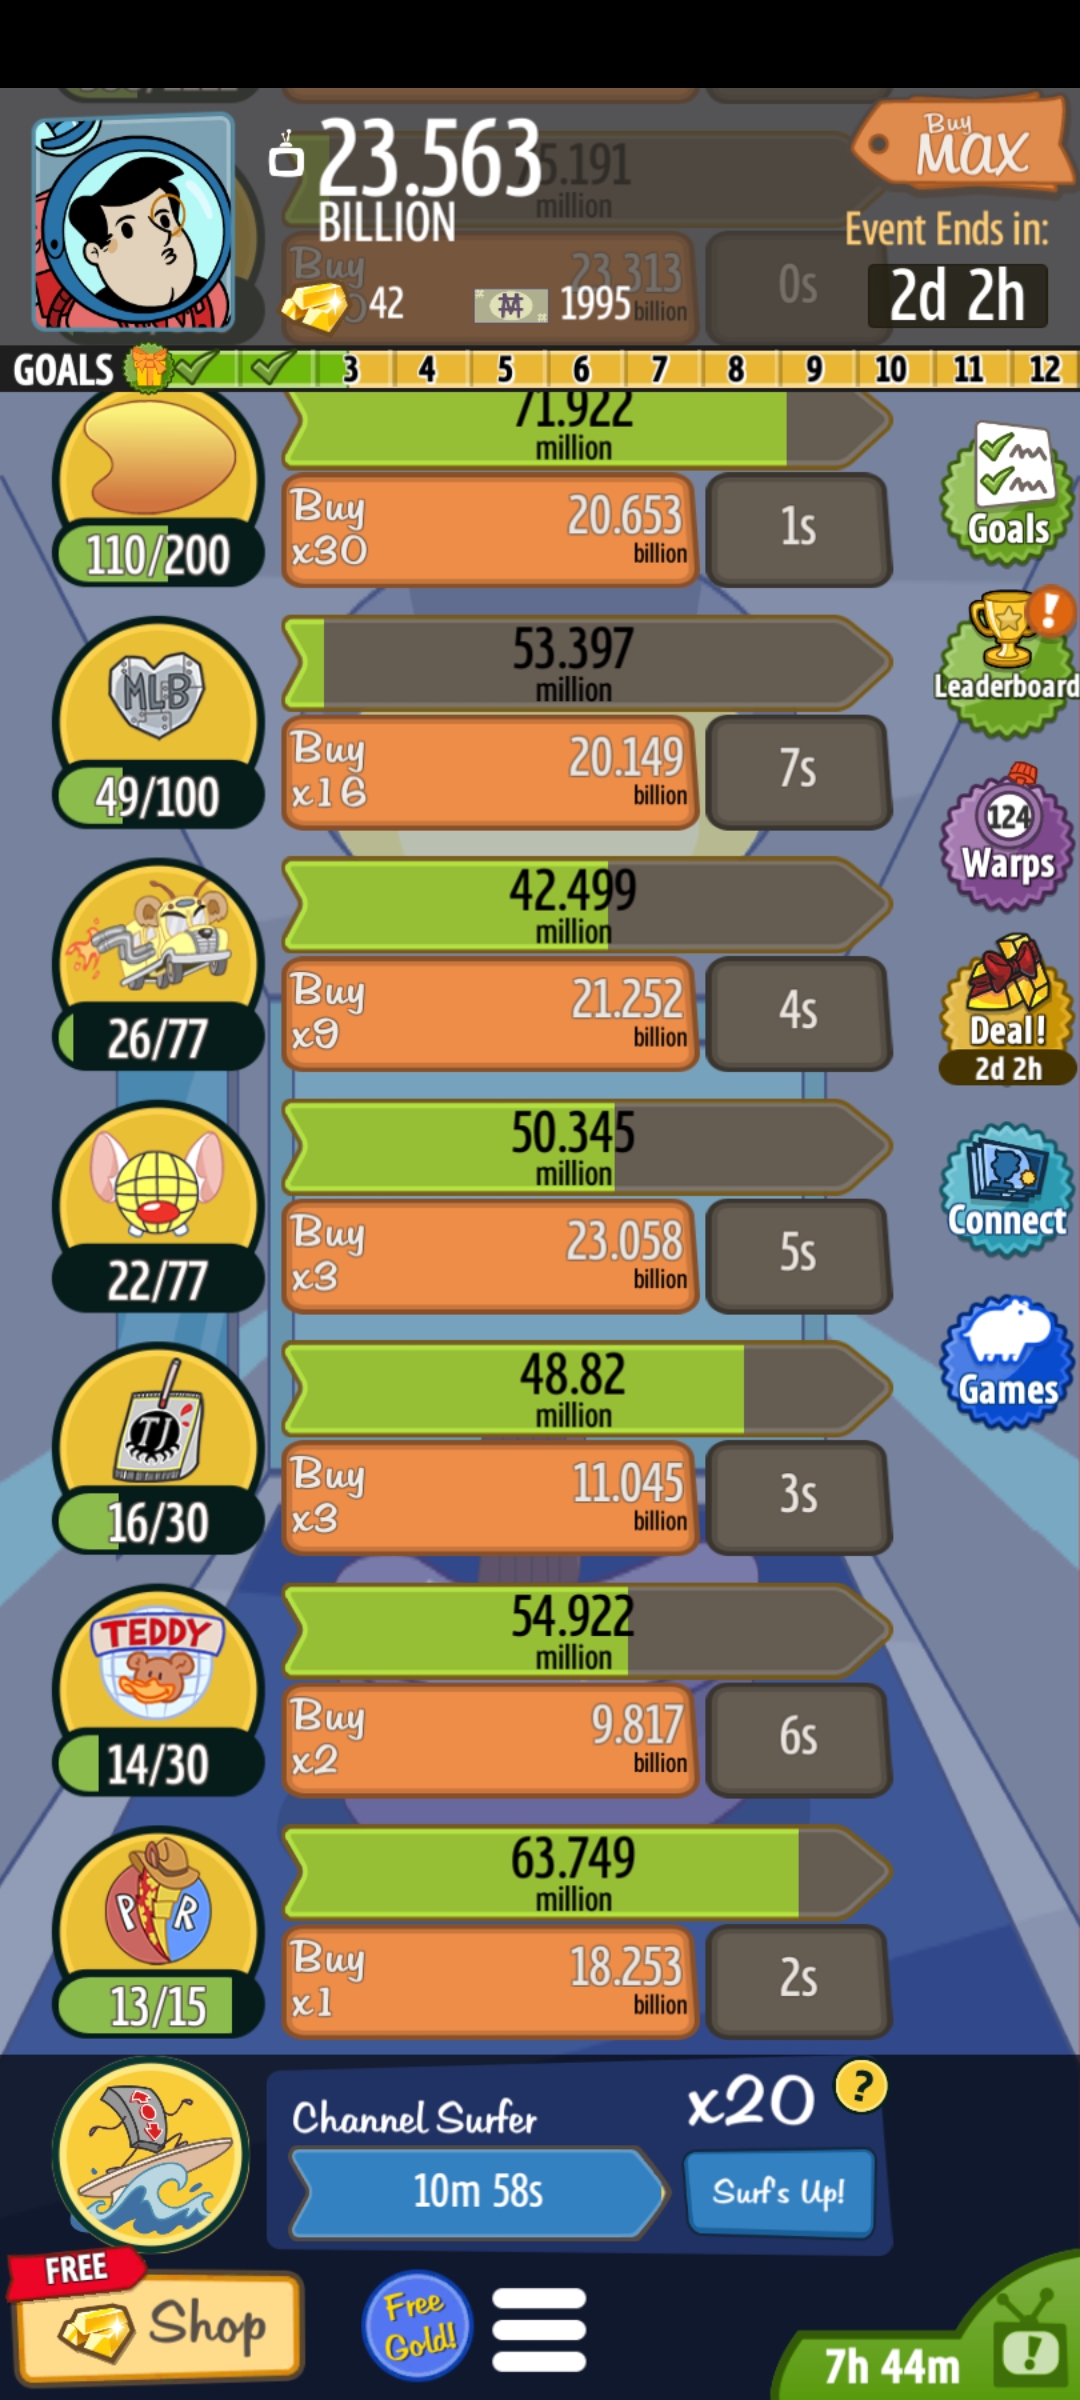 23.563
BILLION
42
1995
Buy
MAX
Event Ends in:
2d 2h
5.191
million
Buy
23.313
billion
0s
GOALS
3 4 5 6 7 8 9 10 11 12
71.922
million
110/200
Buy
x30
20.653
billion
1s
Goals
53.397
million
MLB
49/100
Buy
x16
20.149
billion
7s
Leaderboard
!
42.499
million
26/77
Buy
x9
21.252
billion
4s
124
Warps
50.345
million
22/77
Buy
x3
23.058
billion
5s
Deal!
2d 2h
48.82
million
TJ
16/30
Buy
x3
11.045
billion
3s
Connect
54.922
million
TEDDY
14/30
Buy
x2
9.817
billion
6s
Games
63.749
million
P R
13/15
Buy
x1
18.253
billion
2s
Channel Surfer
x20
?
10m 58s
Surf's Up!
FREE
Shop
Free
Gold!
7h 44m
!